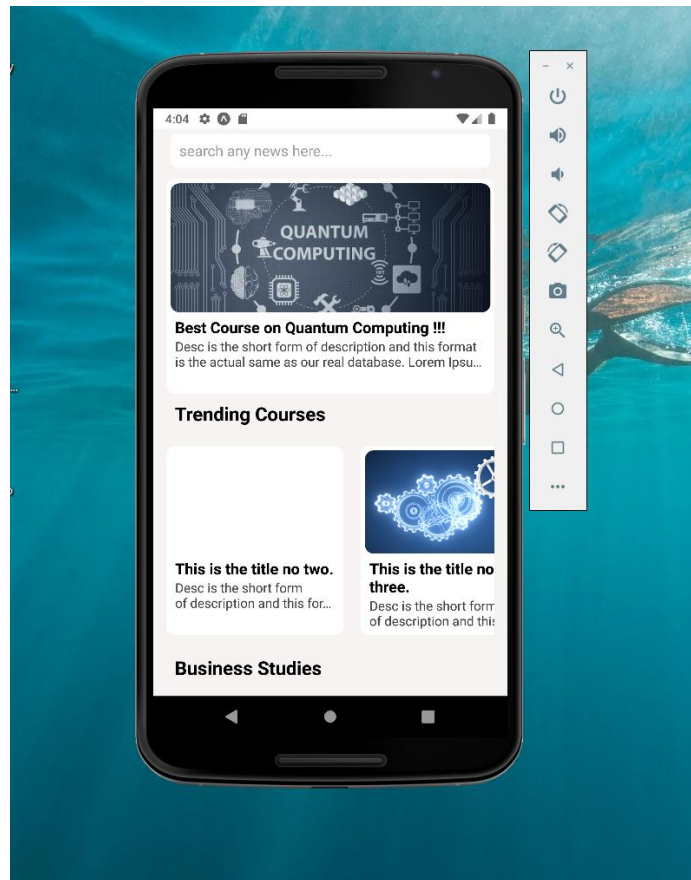 4:04
search any news here...
QUANTUM
COMPUTING
Best Course on Quantum Computing !!!
Desc is the short form of description and this format
is the actual same as our real database. Lorem Ipsu...
Trending Courses
This is the title no two.
Desc is the short form
of description and this for...
This is the title no
three.
Desc is the short form
of description and this
Business Studies